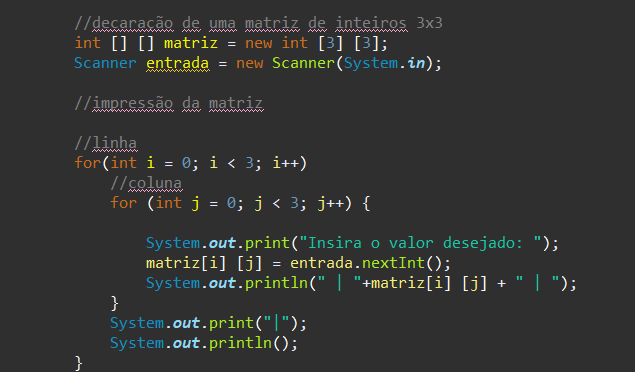 //decaração de uma matriz de inteiros 3x3
int [] [] matriz = new int [3] [3];
Scanner entrada = new Scanner(System.in);
//impressão da matriz
//linha
for(int i = 0; i < 3; i++)
//coluna
for (int j = 0; j < 3; j++) {
System.out.print("Insira o valor desejado: ");
matriz[i] [j] = entrada.nextInt();
System.out.println(" | "+matriz[i] [j] + " | ");
}
System.out.print("|");
System.out.println();
}